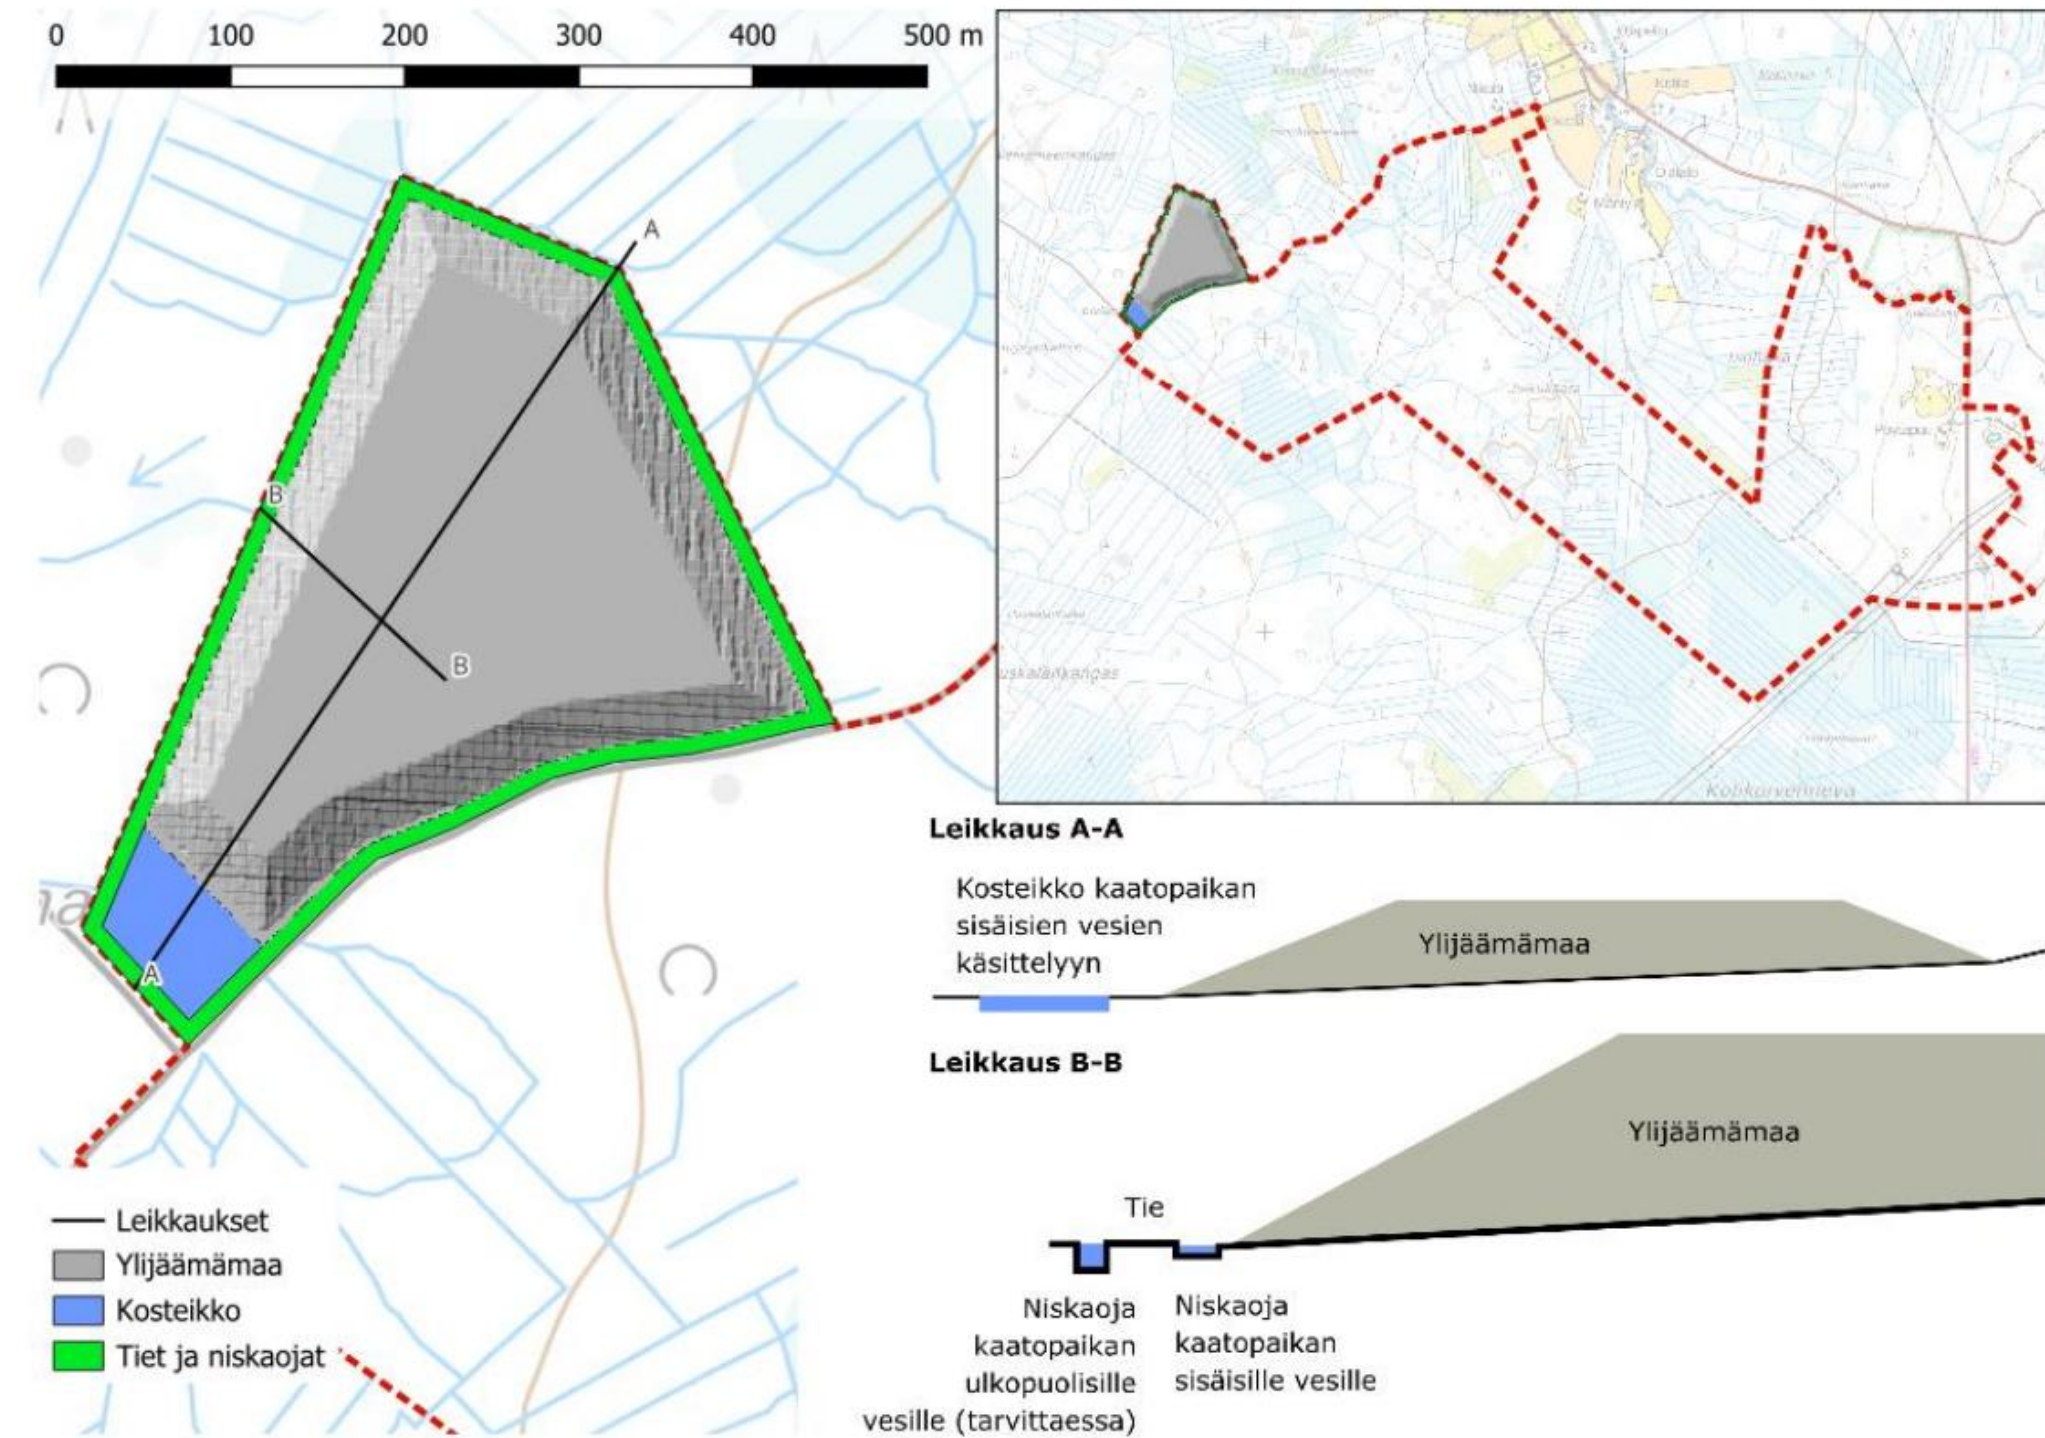 0 100 200 300 400 500 m
A
B
B
A
Leikkaukset
Ylijäämämaa
Kosteikko
Tiet ja niskaojat
Leikkaus A-A
Kosteikko kaatopaikan
sisäisien vesien
käsittelyyn
Ylijäämämaa
Leikkaus B-B
Ylijäämämaa
Tie
Niskaoja
kaatopaikan
ulkopuolisille
vesille (tarvittaessa)
Niskaoja
kaatopaikan
sisäisille vesille